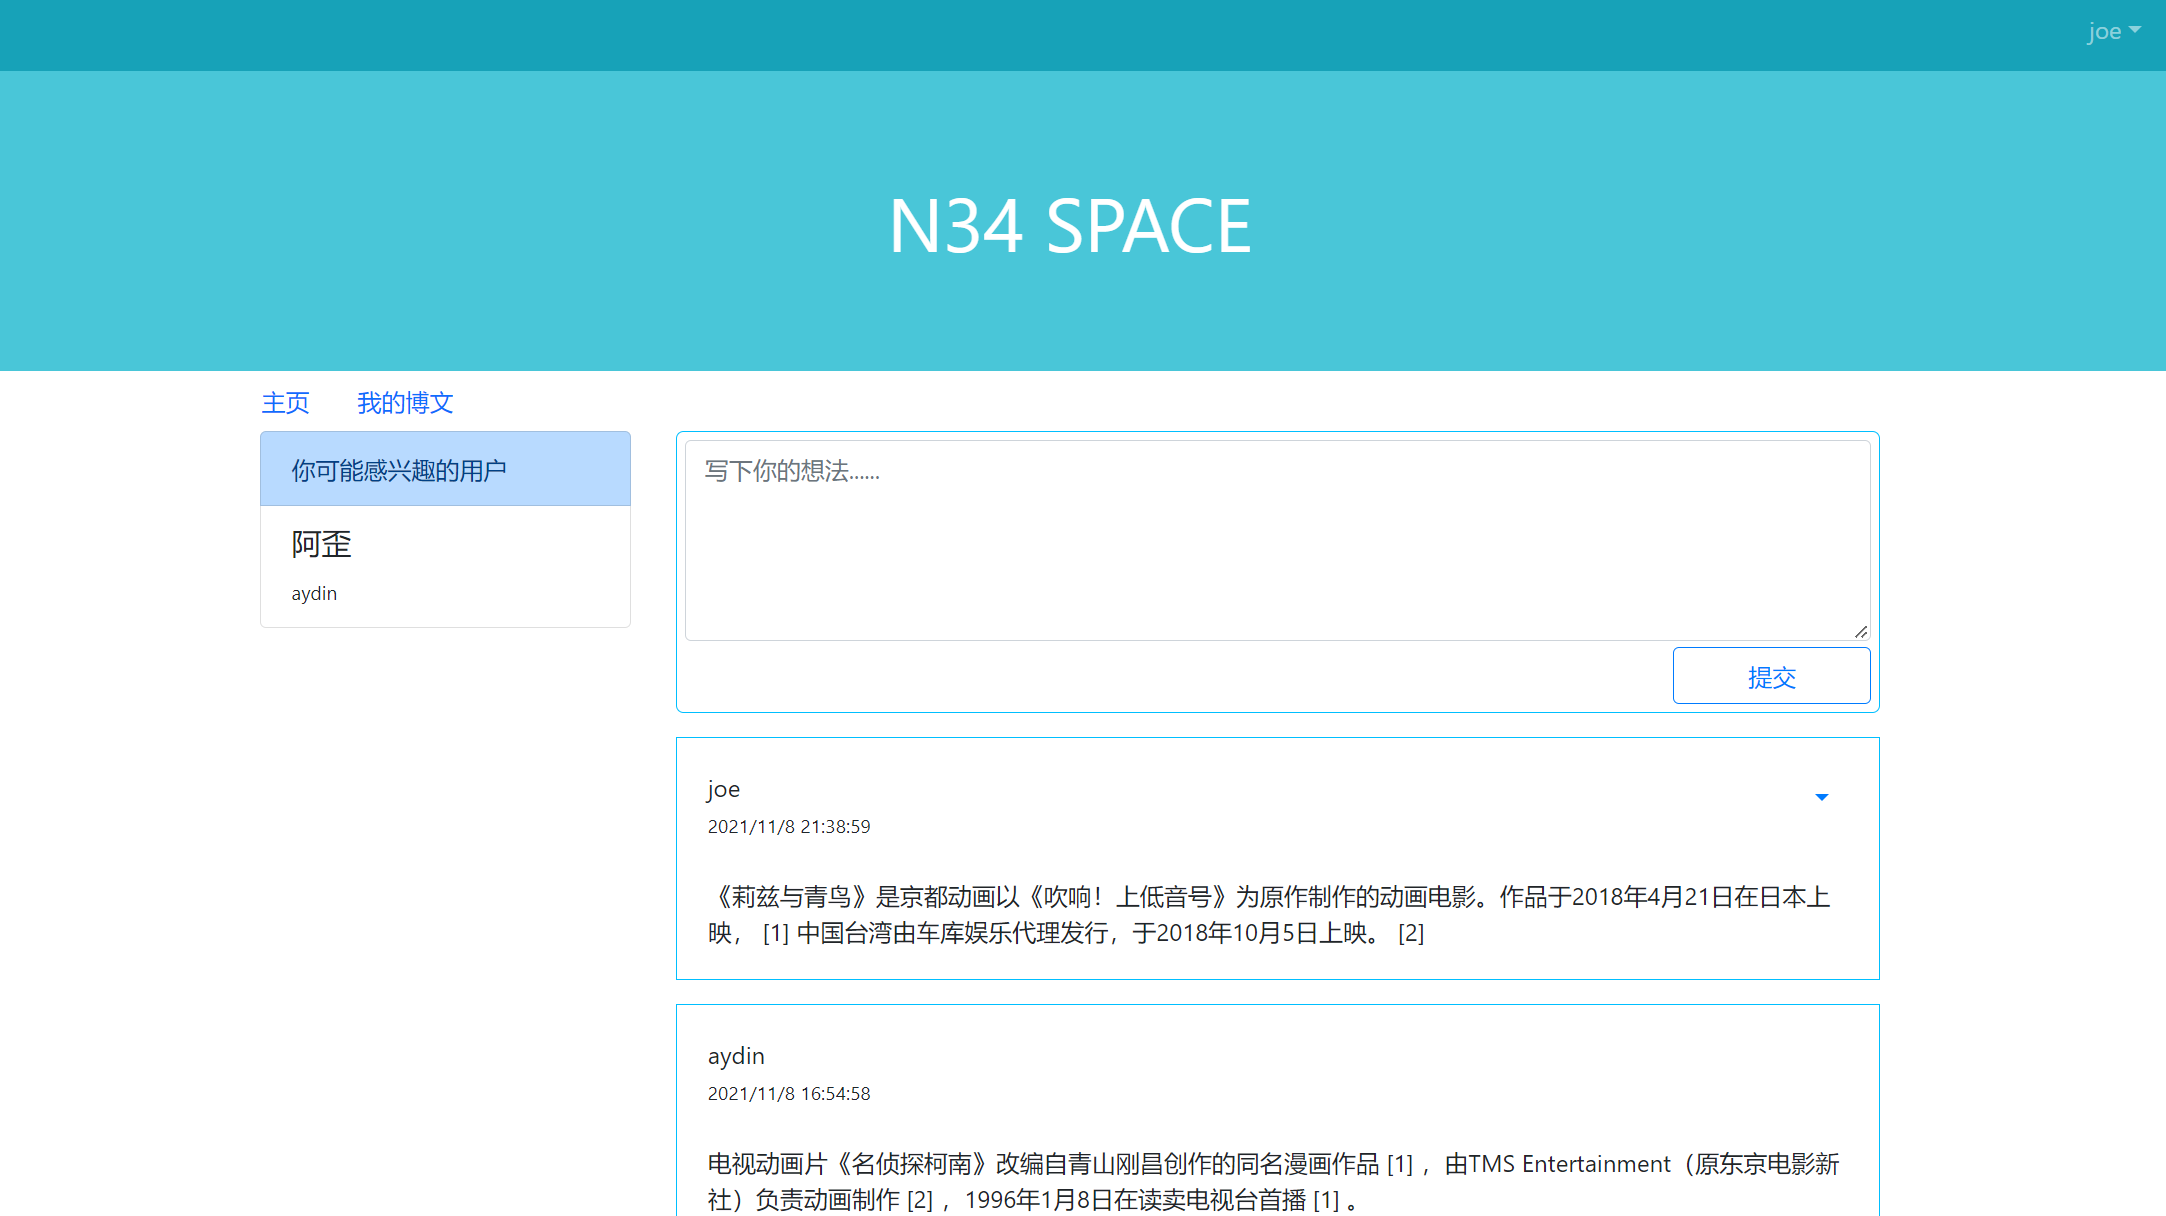 joe
N34 SPACE
主页 我的博文
你可能感兴趣的用户
阿歪
aydin
写下你的想法......
提交
joe
2021/11/8 21:38:59
《莉兹与青鸟》是京都动画以《吹响！上低音号》为原作制作的动画电影。作品于2018年4月21日在日本上
映， [1] 中国台湾由车库娱乐代理发行，于2018年10月5日上映。 [2]
aydin
2021/11/8 16:54:58
电视动画片《名侦探柯南》改编自青山刚昌创作的同名漫画作品 [1] ，由TMS Entertainment（原东京电影新
社）负责动画制作 [2] ，1996年1月8日在读卖电视台首播 [1] 。